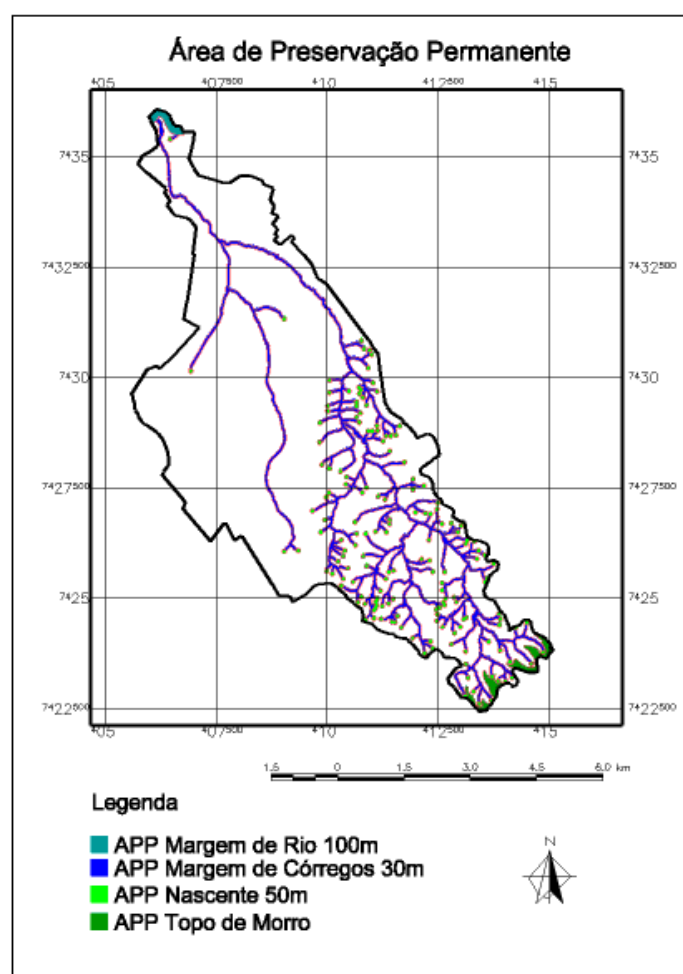 Área de Preservação Permanente
405 407500 410 412500 415
7435 7435
7432500 7432500
7430 7430
7427500 7427500
7425 7425
7422500 7422500
405 407500 410 412500 415
1.5 0 1.5 3.0 4.5 6.0 km
Legenda
N
APP Margem de Rio 100m
APP Margem de Córregos 30m
APP Nascente 50m
APP Topo de Morro